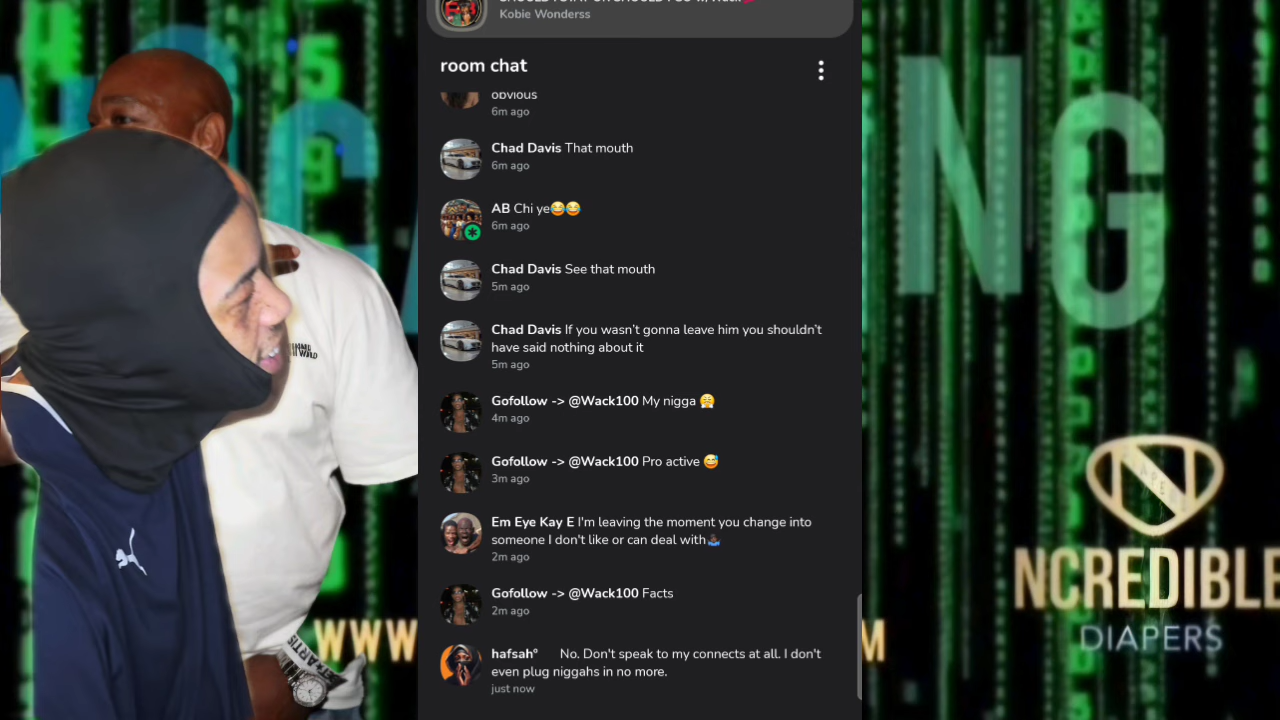 Kobie Wonderss
room chat
obvious
6m ago
Chad Davis That mouth
6m ago
AB Chi ye😂😂
6m ago
Chad Davis See that mouth
5m ago
Chad Davis If you wasn't gonna leave him you shouldn't
have said nothing about it
5m ago
Gofollow -> @Wack100 My nigga 😤
4m ago
Gofollow -> @Wack100 Pro active 😅
3m ago
Em Eye Kay E I'm leaving the moment you change into
someone I don't like or can deal with🤷🏿‍♂️
2m ago
Gofollow -> @Wack100 Facts
2m ago
hafsah° No. Don't speak to my connects at all. I don't
even plug niggahs in no more.
just now
NG
NCREDIBLE
DIAPERS
WWW
M